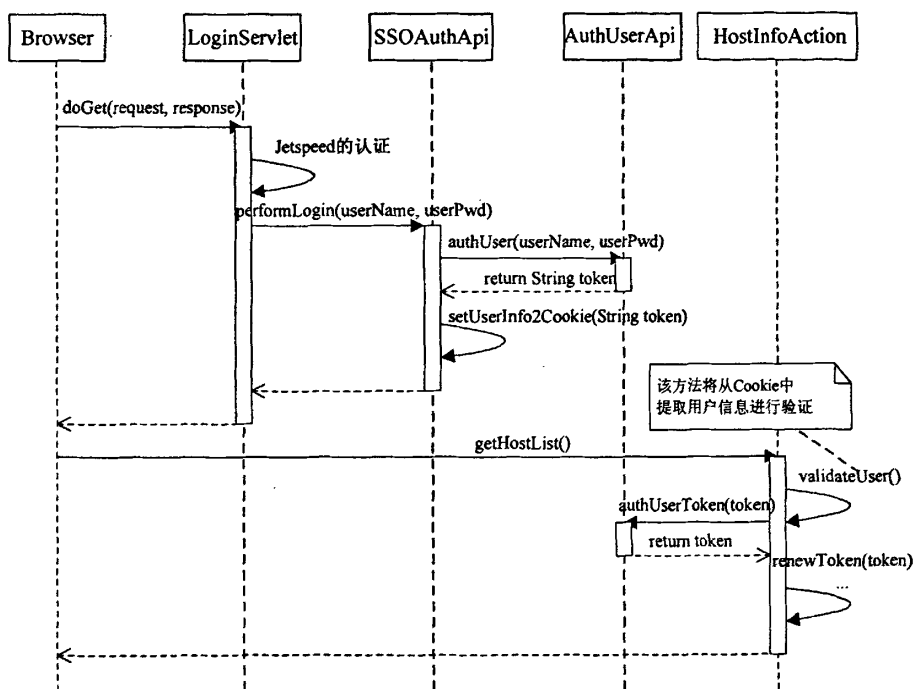 Browser
LoginServlet
SSOAuthApi
AuthUserApi
HostInfoAction
doGet(request, response)
Jetspeed的认证
performLogin(userName, userPwd)
authUser(userName, userPwd)
return String token
setUserInfo2Cookie(String token)
该方法将从Cookie中
提取用户信息进行验证
getHostList()
validateUser()
authUserToken(token)
return token
renewToken(token)
...